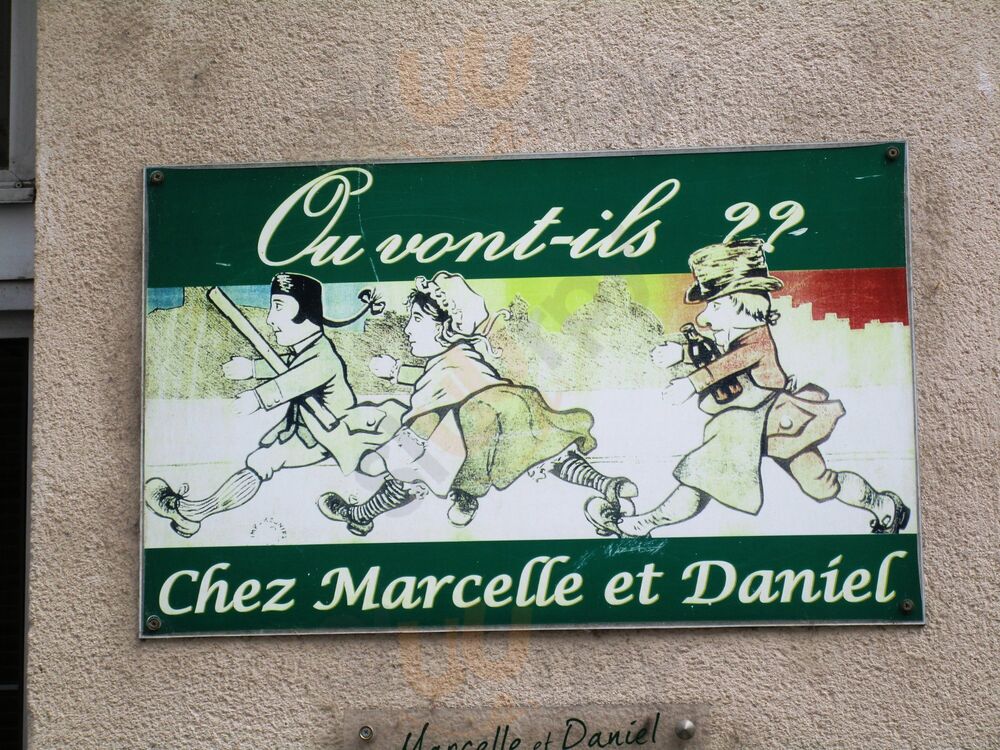 Ou vont-ils ??
Chez Marcelle et Daniel
Marcelle et Daniel